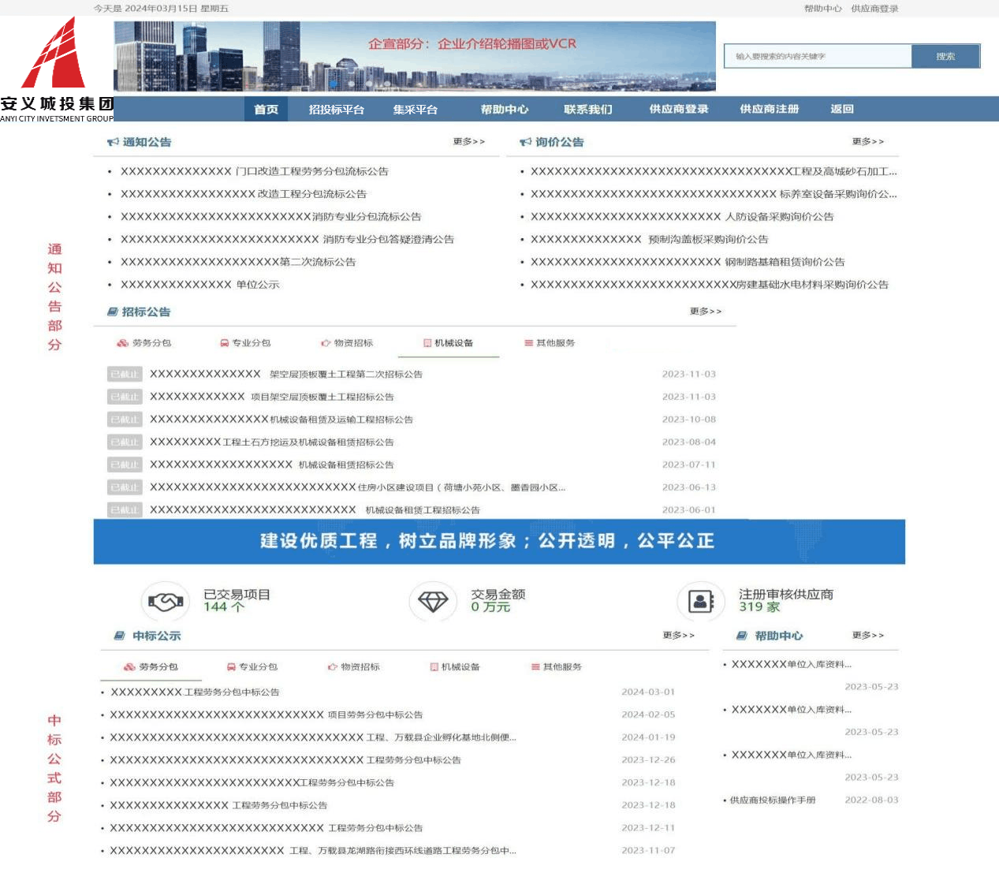 今天是 2024年03月15日 星期五
帮助中心 供应商登录
企宣部分：企业介绍轮播图或VCR
输入要搜索的内容关键字
搜索
安义城投集团
ANYI CITY INVETSMENT GROUP
首页 招投标平台 集采平台 帮助中心 联系我们 供应商登录 供应商注册 返回
通知公告 更多>>
XXXXXXXXXXXXXX 门口改造工程劳务分包流标公告
XXXXXXXXXXXXXXXXX 改造工程分包流标公告
XXXXXXXXXXXXXXXXXXXXXXXX消防专业分包流标公告
XXXXXXXXXXXXXXXXXXXXXXXXX 消防专业分包答疑澄清公告
XXXXXXXXXXXXXXXXXXXX第二次流标公告
XXXXXXXXXXXXXX 单位公示
询价公告 更多>>
XXXXXXXXXXXXXXXXXXXXXXXXXXXXXXXXX工程及高城砂石加工...
XXXXXXXXXXXXXXXXXXXXXXXXXXXXXXX 标养室设备采购询价公...
XXXXXXXXXXXXXXXXXXXXXXXX 人防设备采购询价公告
XXXXXXXXXXXXXX 预制沟盖板采购询价公告
XXXXXXXXXXXXXXXXXXXXXXXX 钢制路基箱租赁询价公告
XXXXXXXXXXXXXXXXXXXXXXXXXX房建基础水电材料采购询价公告
通知公告部分
招标公告 更多>>
劳务分包 专业分包 物资招标 机械设备 其他服务
已截止 XXXXXXXXXXXXXX 架空层顶板覆土工程第二次招标公告 2023-11-03
已截止 XXXXXXXXXXXX 项目架空层顶板覆土工程招标公告 2023-11-03
已截止 XXXXXXXXXXXXXXX机械设备租赁及运输工程招标公告 2023-10-08
已截止 XXXXXXXXX工程土石方挖运及机械设备租赁招标公告 2023-08-04
已截止 XXXXXXXXXXXXXXXXXX 机械设备租赁招标公告 2023-07-11
已截止 XXXXXXXXXXXXXXXXXXXXXXXXXX住房小区建设项目（荷塘小苑小区、墨香园小区... 2023-06-13
已截止 XXXXXXXXXXXXXXXXXXXXXXXXXX 机械设备租赁工程招标公告 2023-06-01
建设优质工程，树立品牌形象；公开透明，公平公正
已交易项目
144 个
交易金额
0 万元
注册审核供应商
319 家
中标公示 更多>>
劳务分包 专业分包 物资招标 机械设备 其他服务
XXXXXXXXX工程劳务分包中标公告 2024-03-01
XXXXXXXXXXXXXXXXXXXXXXXXXXX 项目劳务分包中标公告 2024-02-05
XXXXXXXXXXXXXXXXXXXXXXXXXXXXXXXX 工程、万载县企业孵化基地北侧便... 2024-01-19
XXXXXXXXXXXXXXXXXXXXXXXXXXXXXXXX 工程劳务分包中标公告 2023-12-26
XXXXXXXXXXXXXXXXXXXXXXXX工程劳务分包中标公告 2023-12-18
XXXXXXXXXXXXXXX 工程劳务分包中标公告 2023-12-18
XXXXXXXXXXXXXXXXXXXXXXXXXXX 工程劳务分包中标公告 2023-12-11
XXXXXXXXXXXXXXXXXXXXXX 工程、万载县龙湖路衔接西环线道路工程劳务分包中... 2023-11-07
帮助中心 更多>>
XXXXXXX单位入库资料...
2023-05-23
XXXXXXX单位入库资料...
2023-05-23
XXXXXXX单位入库资料...
2023-05-23
供应商投标操作手册 2022-08-03
中标公式部分